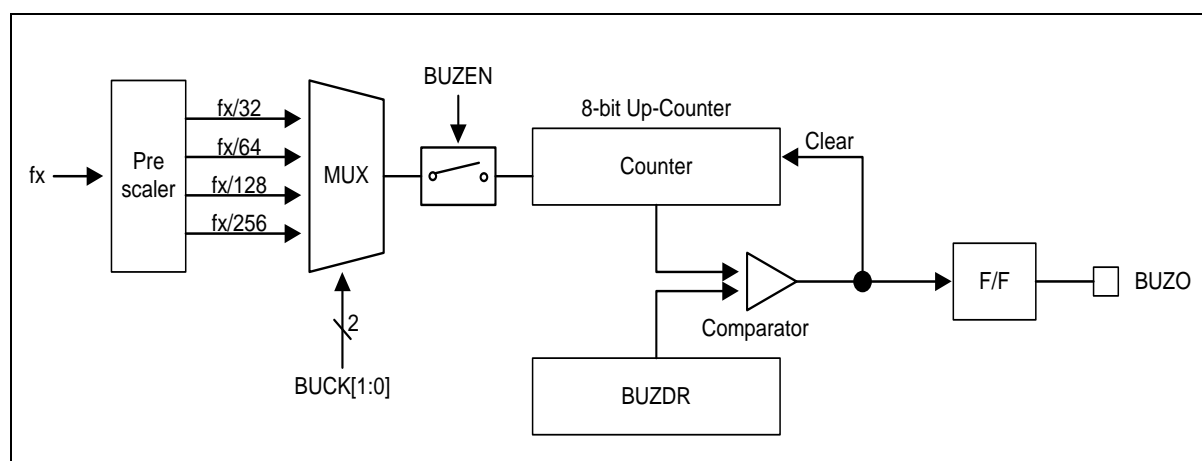 BUZEN
8-bit Up-Counter
fx/32
Clear
fx/64
fx
Pre
scaler
MUX
Counter
fx/128
fx/256
F/F
BUZO
2
Comparator
BUCK[1:0]
BUZDR